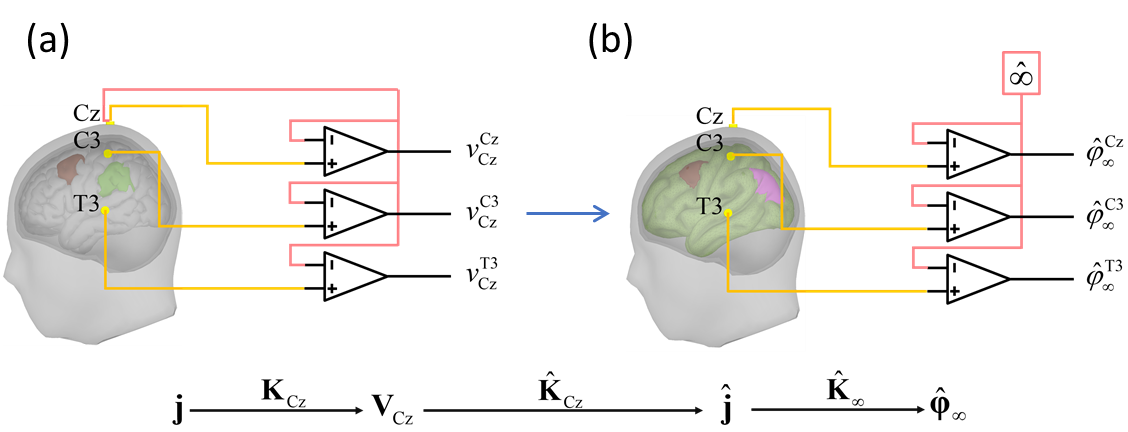 (a)
(b)
∞̂
Cz
C3
T3
-
+
-
+
-
+
v_Cz^Cz
v_Cz^C3
v_Cz^T3
Cz
C3
T3
-
+
-
+
-
+
φ̂_∞^Cz
φ̂_∞^C3
φ̂_∞^T3
j K_Cz V_Cz K̂_Cz ĵ K̂_∞ φ̂_∞